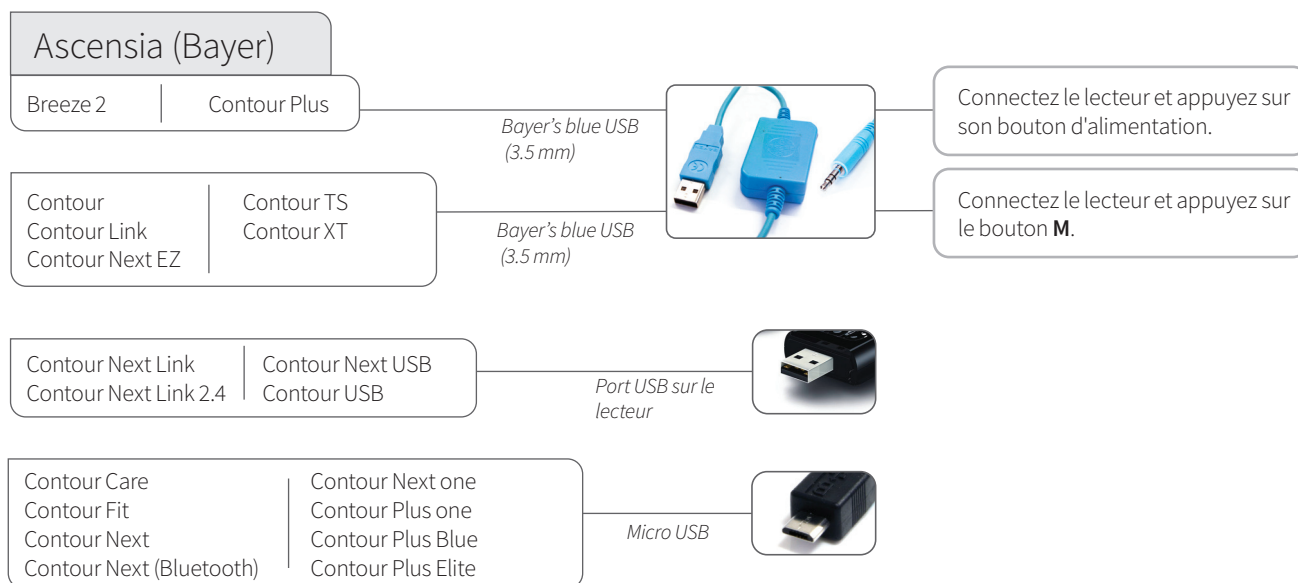 Ascensia (Bayer)
Breeze 2
Contour Plus
Bayer's blue USB
(3.5 mm)
Connectez le lecteur et appuyez sur
son bouton d'alimentation.
Contour
Contour Link
Contour Next EZ
Contour TS
Contour XT
Bayer's blue USB
(3.5 mm)
Connectez le lecteur et appuyez sur
le bouton M.
Contour Next Link
Contour Next Link 2.4
Contour Next USB
Contour USB
Port USB sur le
lecteur
Contour Care
Contour Fit
Contour Next
Contour Next (Bluetooth)
Contour Next one
Contour Plus one
Contour Plus Blue
Contour Plus Elite
Micro USB